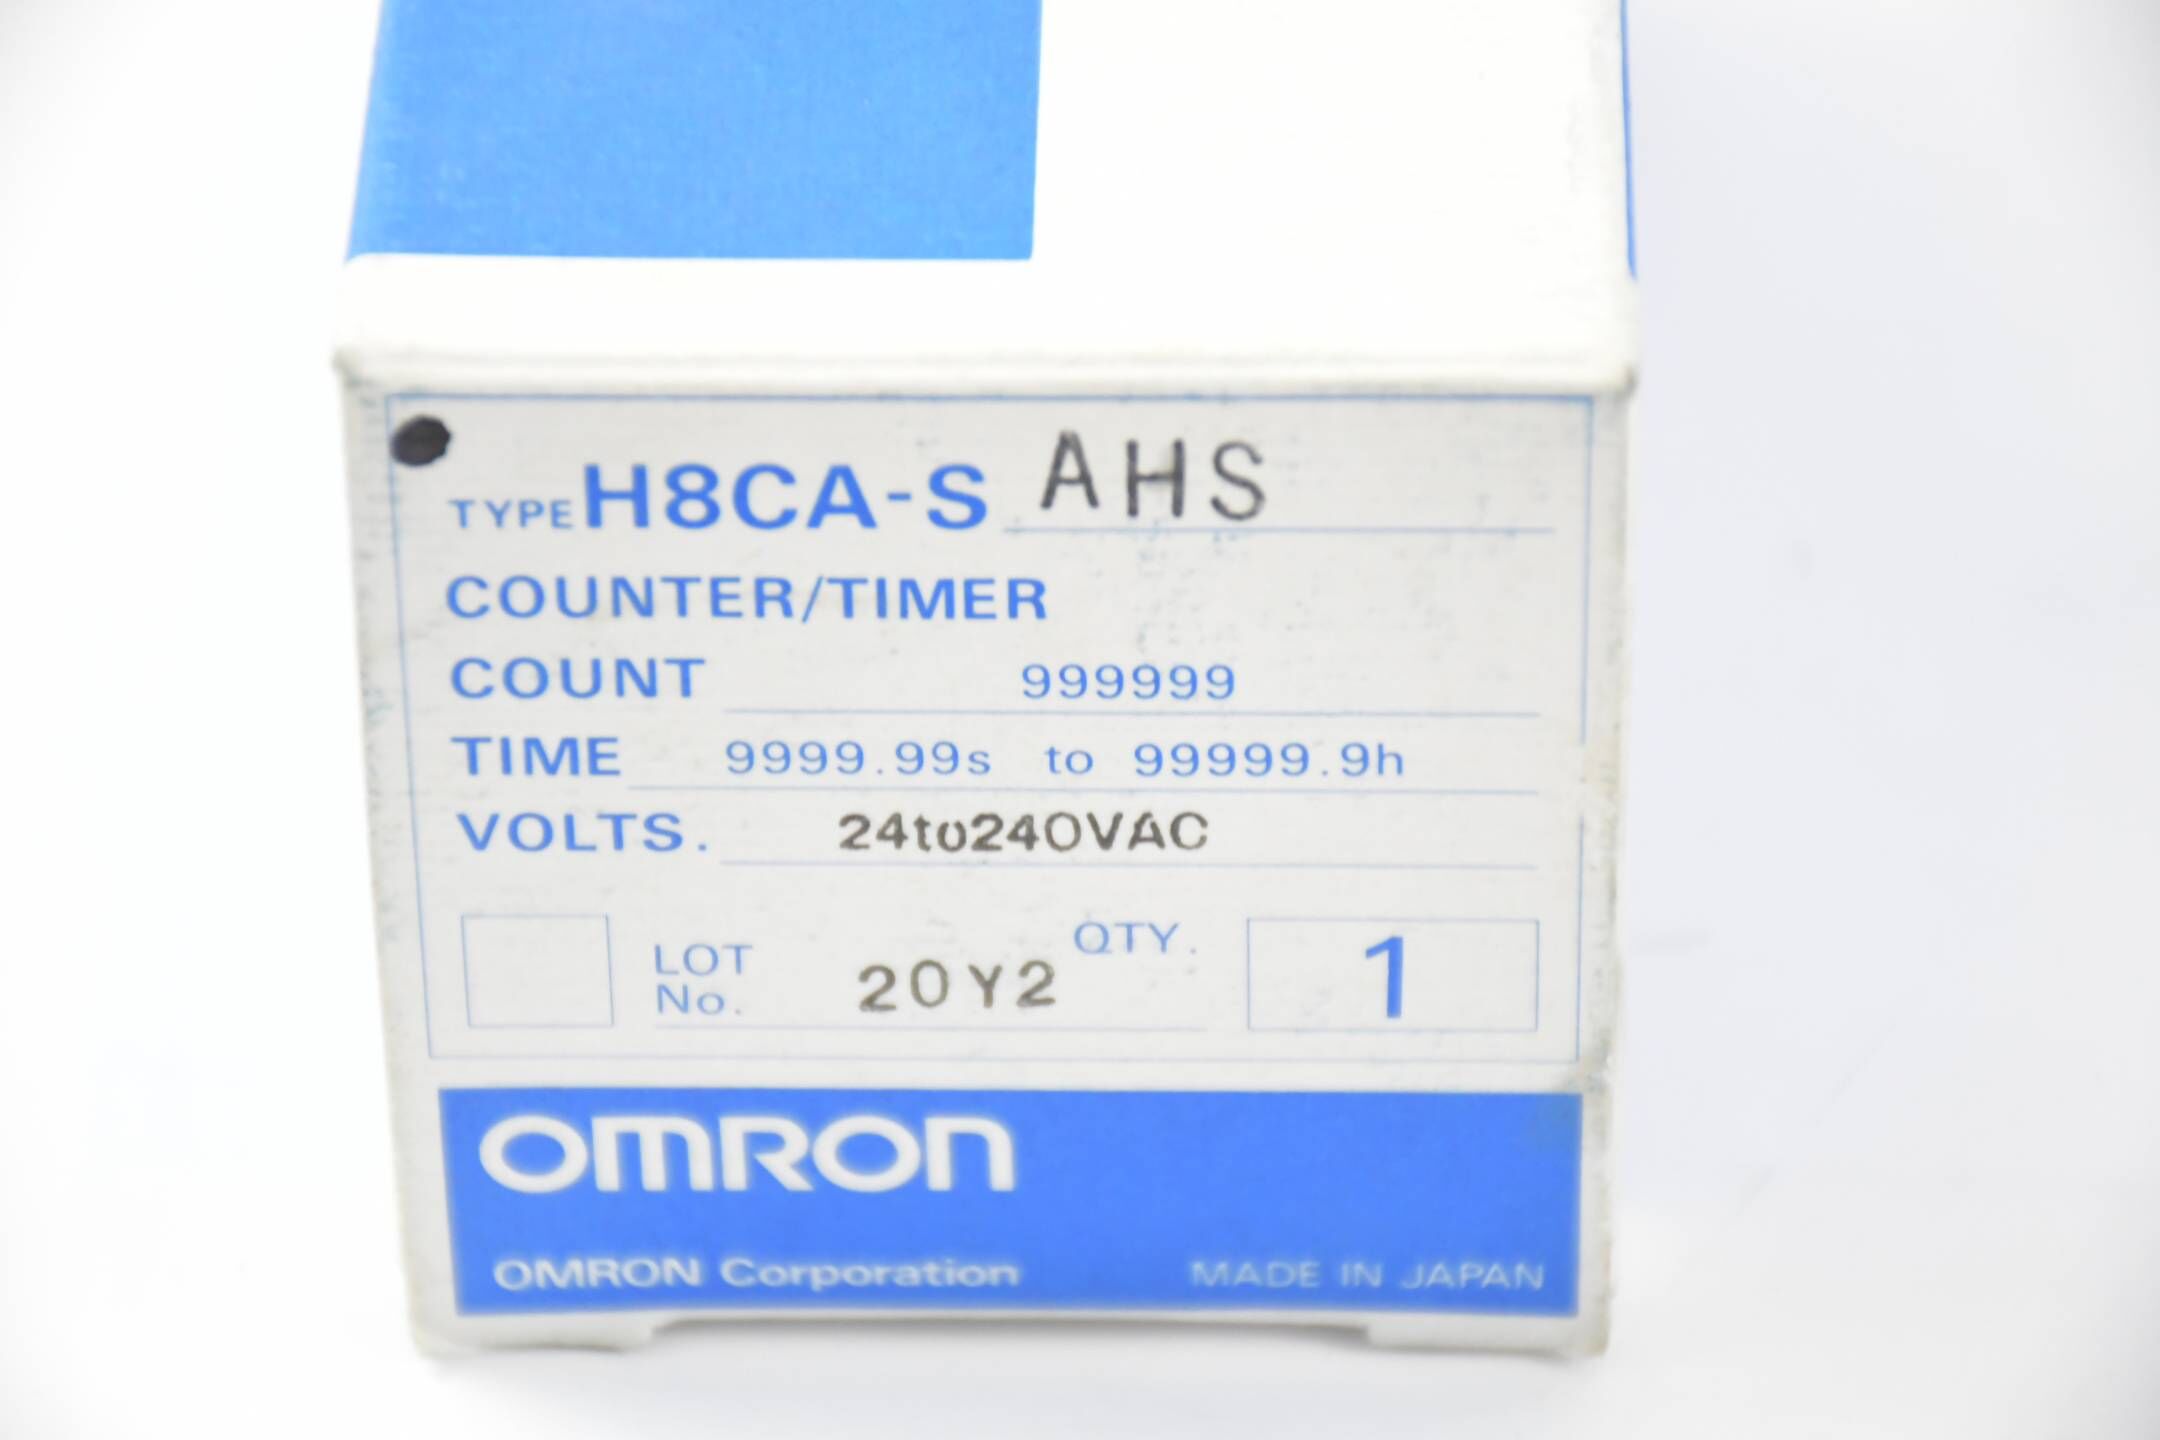 TYPE H8CA-S AHS
COUNTER/TIMER
COUNT 999999
TIME 9999.99s to 99999.9h
VOLTS. 24to240VAC
LOT No. 20Y2 QTY. 1
OMRON
OMRON Corporation MADE IN JAPAN